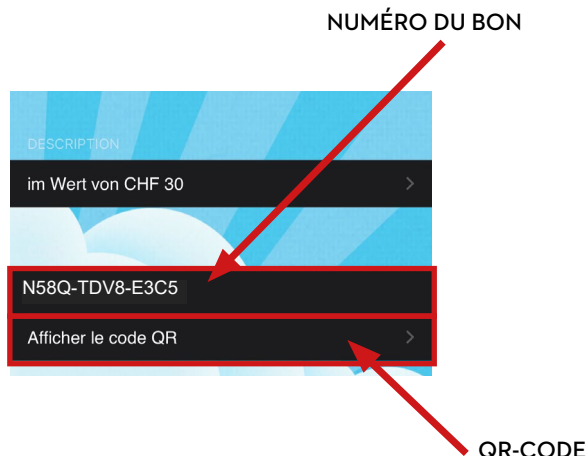 NUMÉRO DU BON
DESCRIPTION
im Wert von CHF 30
N58Q-TDV8-E3C5
Afficher le code QR
QR-CODE